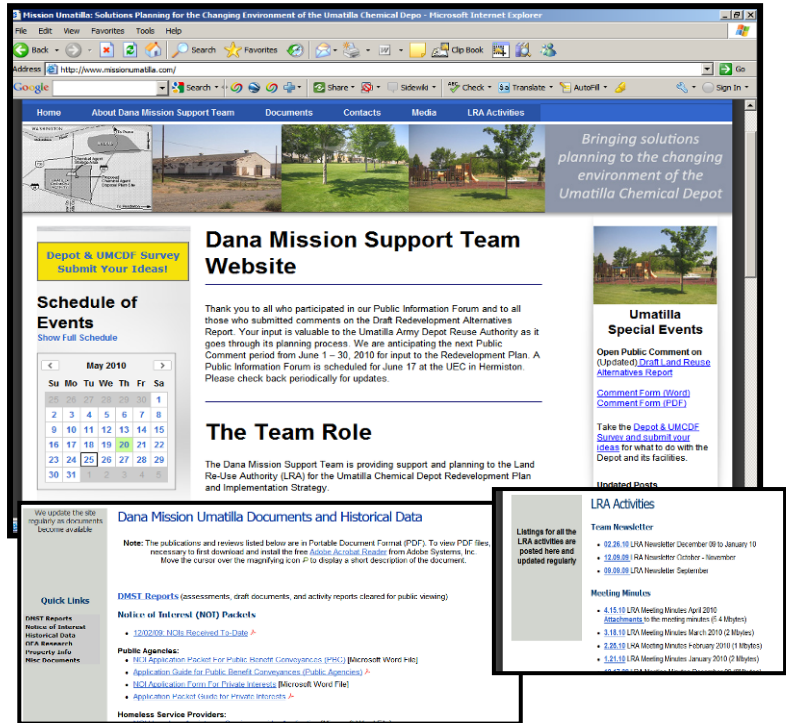 Mission Umatilla: Solutions Planning for the Changing Environment of the Umatilla Chemical Depo - Microsoft Internet Explorer
File Edit View Favorites Tools Help
Back Search Favorites Clip Book
Address http://www.missionumatilla.com/ Go
Google Search Share Sidewiki Check Translate AutoFill Sign In
Home About Dana Mission Support Team Documents Contacts Media LRA Activities
WASHINGTON
Bringing solutions
planning to the changing
environment of the
Umatilla Chemical Depot
Depot & UMCDF Survey
Submit Your Ideas!
Schedule of
Events
Show Full Schedule
< May 2010 >
Su Mo Tu We Th Fr Sa
25 26 27 28 29 30 1
2 3 4 5 6 7 8
9 10 11 12 13 14 15
16 17 18 19 20 21 22
23 24 25 26 27 28 29
30 31 1 2 3 4 5
Dana Mission Support Team
Website
Thank you to all who participated in our Public Information Forum and to all
those who submitted comments on the Draft Redevelopment Alternatives
Report. Your input is valuable to the Umatilla Army Depot Reuse Authority as it
goes through its planning process. We are anticipating the next Public
Comment period from June 1 – 30, 2010 for input to the Redevelopment Plan. A
Public Information Forum is scheduled for June 17 at the UEC in Hermiston.
Please check back periodically for updates.
The Team Role
The Dana Mission Support Team is providing support and planning to the Land
Re-Use Authority (LRA) for the Umatilla Chemical Depot Redevelopment Plan
and Implementation Strategy.
Umatilla
Special Events
Open Public Comment on
(Updated) Draft Land Reuse
Alternatives Report
Comment Form (Word)
Comment Form (PDF)
Take the Depot & UMCDF
Survey and submit your
ideas for what to do with the
Depot and its facilities.
Updated Posts
We update the site
regularly as documents
become available
Quick Links
DMST Reports
Notice of Interest
Historical Data
OEA Research
Property Info
Misc Documents
Dana Mission Umatilla Documents and Historical Data
Note: The publications and reviews listed below are in Portable Document Format (PDF). To view PDF files,
necessary to first download and install the free Adobe Acrobat Reader from Adobe Systems, Inc.
Move the cursor over the magnifying icon to display a short description of the document.
DMST Reports (assessments, draft documents, and activity reports cleared for public viewing)
Notice of Interest (NOI) Packets
• 12/02/09: NOIs Received To-Date
Public Agencies:
• NOI Application Packet For Public Benefit Conveyances (PBC) [Microsoft Word File]
• Application Guide for Public Benefit Conveyances (Public Agencies)
• NOI Application Form For Private Interests [Microsoft Word File]
• Application Packet Guide for Private Interests
Homeless Service Providers:
Listings for all the
LRA activities are
posted here and
updated regularly
LRA Activities
Team Newsletter
• 02.26.10 LRA Newsletter December 09 to January 10
• 12.09.09 LRA Newsletter October - November
• 09.09.09 LRA Newsletter September
Meeting Minutes
• 4.15.10 LRA Meeting Minutes April 2010
Attachments to the meeting minutes (5.4 Mbytes)
• 3.18.10 LRA Meeting Minutes March 2010 (2 Mbytes)
• 2.25.10 LRA Meeting Minutes February 2010 (1 Mbytes)
• 1.21.10 LRA Meeting Minutes January 2010 (2 Mbytes)